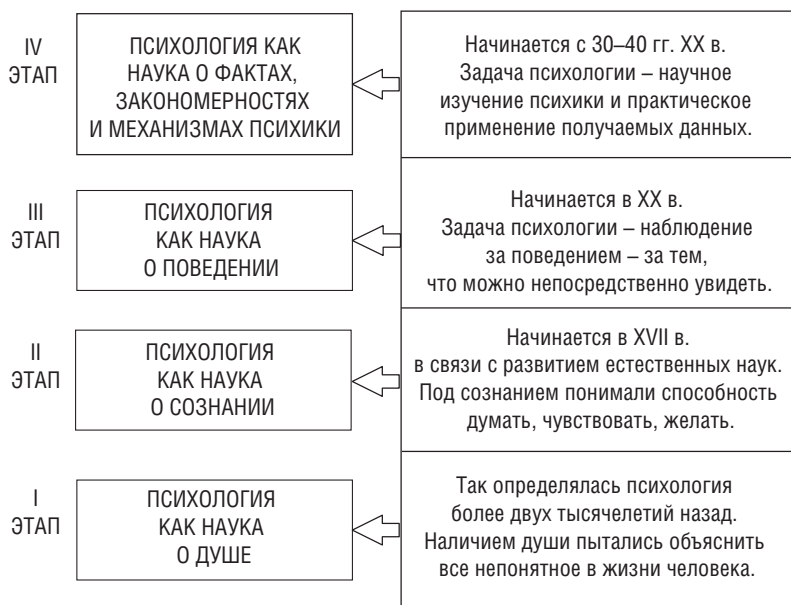 IV
ЭТАП
ПСИХОЛОГИЯ КАК
НАУКА О ФАКТАХ,
ЗАКОНОМЕРНОСТЯХ
И МЕХАНИЗМАХ ПСИХИКИ
Начинается с 30–40 гг. XX в.
Задача психологии – научное
изучение психики и практическое
применение получаемых данных.
III
ЭТАП
ПСИХОЛОГИЯ
КАК НАУКА
О ПОВЕДЕНИИ
Начинается в XX в.
Задача психологии – наблюдение
за поведением – за тем,
что можно непосредственно увидеть.
II
ЭТАП
ПСИХОЛОГИЯ
КАК НАУКА
О СОЗНАНИИ
Начинается в XVII в.
в связи с развитием естественных наук.
Под сознанием понимали способность
думать, чувствовать, желать.
I
ЭТАП
ПСИХОЛОГИЯ
КАК НАУКА
О ДУШЕ
Так определялась психология
более двух тысячелетий назад.
Наличием души пытались объяснить
все непонятное в жизни человека.